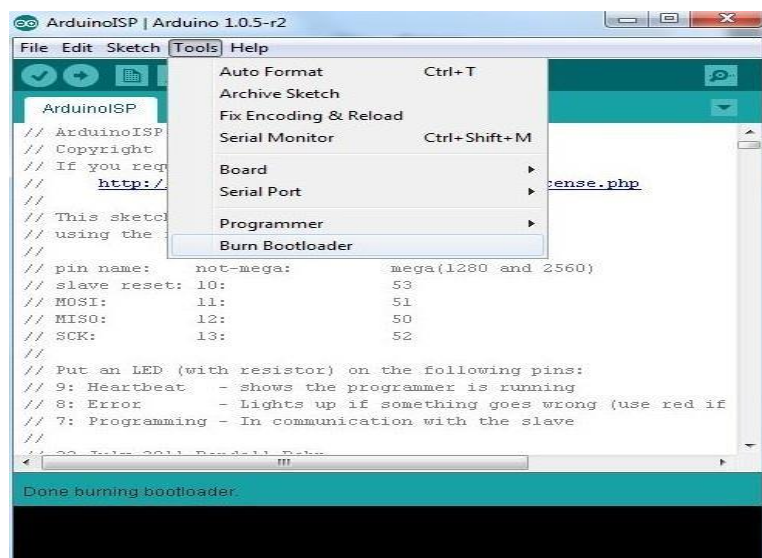 ArduinoISP | Arduino 1.0.5-r2
File Edit Sketch Tools Help
Auto Format Ctrl+T
Archive Sketch
Fix Encoding & Reload
Serial Monitor Ctrl+Shift+M
Board
Serial Port
Programmer
Burn Bootloader
ArduinoISP
// ArduinoISP
// Copyright
// If you
// http:/
//
// This
// using the
//
// pin name: not-mega: mega(1280 and 2560)
// slave reset: 10: 53
// MOSI: 11: 51
// MISO: 12: 50
// SCK: 13: 52
//
// Put an LED (with resistor) on the following pins:
// 9: Heartbeat - shows the programmer is running
// 8: Error - Lights up if something goes wrong (use red if
// 7: Programming - In communication with the slave
//
Done burning bootloader.